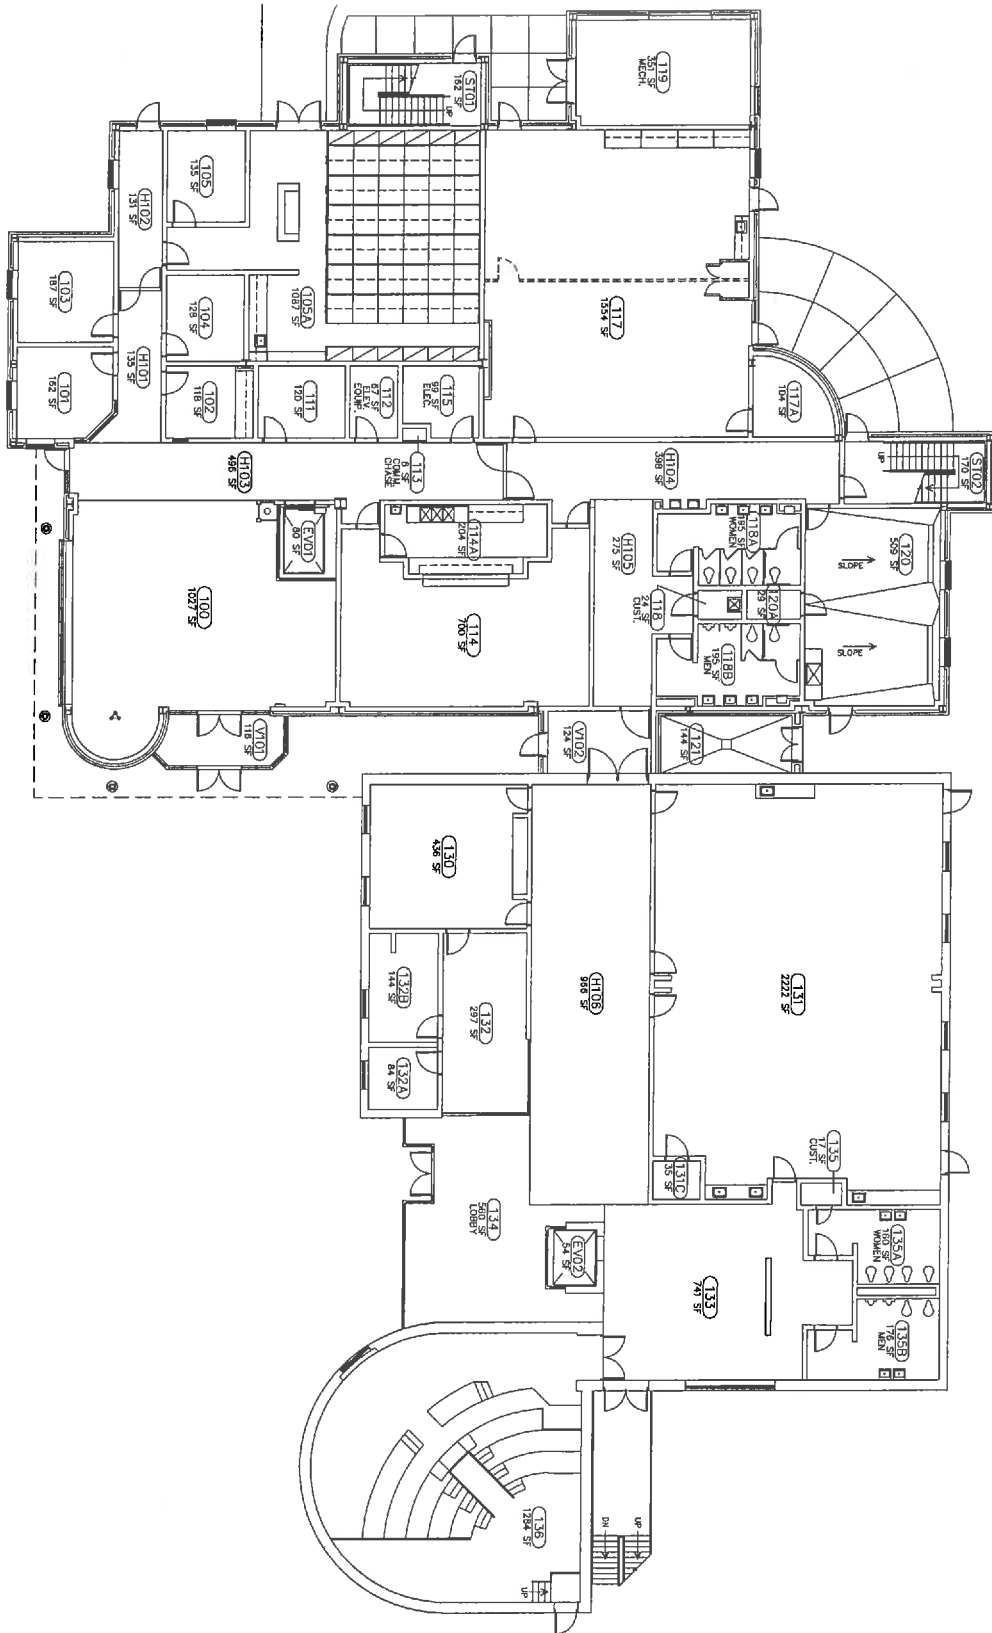 119
351 SF
MECH.
ST01
162 SF
UP
105
135 SF
H102
131 SF
103
187 SF
104
128 SF
105A
1087 SF
117
1554 SF
H101
135 SF
101
162 SF
102
118 SF
111
120 SF
112
67 SF
ELEV.
EQUIP.
115
99 SF
ELEC.
117A
104 SF
H103
496 SF
113
6 SF
COMM.
CHASE
H104
398 SF
UP
ST02
170 SF
EV01
80 SF
114A
204 SF
H105
275 SF
118A
195 SF
WOMEN
120
509 SF
SLOPE
SLOPE
100
1027 SF
114
700 SF
118
24 SF
CUST.
120A
29 SF
118B
195 SF
MEN
V101
118 SF
V102
124 SF
121
144 SF
130
436 SF
132B
144 SF
132
297 SF
132A
84 SF
H106
966 SF
131
2222 SF
131C
35 SF
135
17 SF
CUST.
134
560 SF
LOBBY
EV02
54 SF
133
741 SF
135A
160 SF
WOMEN
135B
176 SF
MEN
136
1284 SF
DN
UP
UP